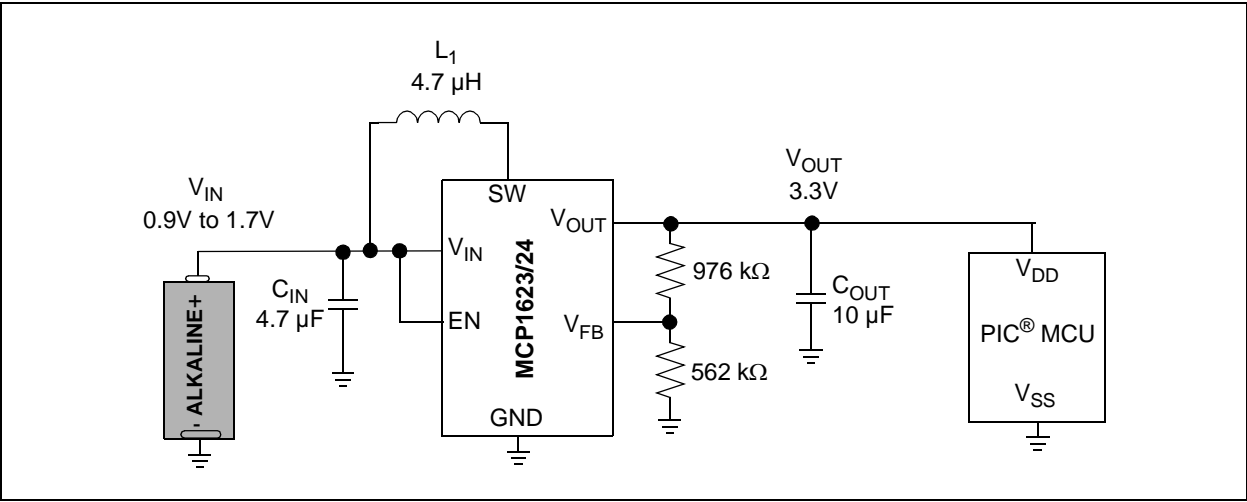 L1
4.7 µH
VIN
0.9V to 1.7V
- ALKALINE+
CIN
4.7 µF
SW
VIN
EN
MCP1623/24
VOUT
VFB
GND
976 kΩ
562 kΩ
VOUT
3.3V
COUT
10 µF
VDD
PIC® MCU
VSS